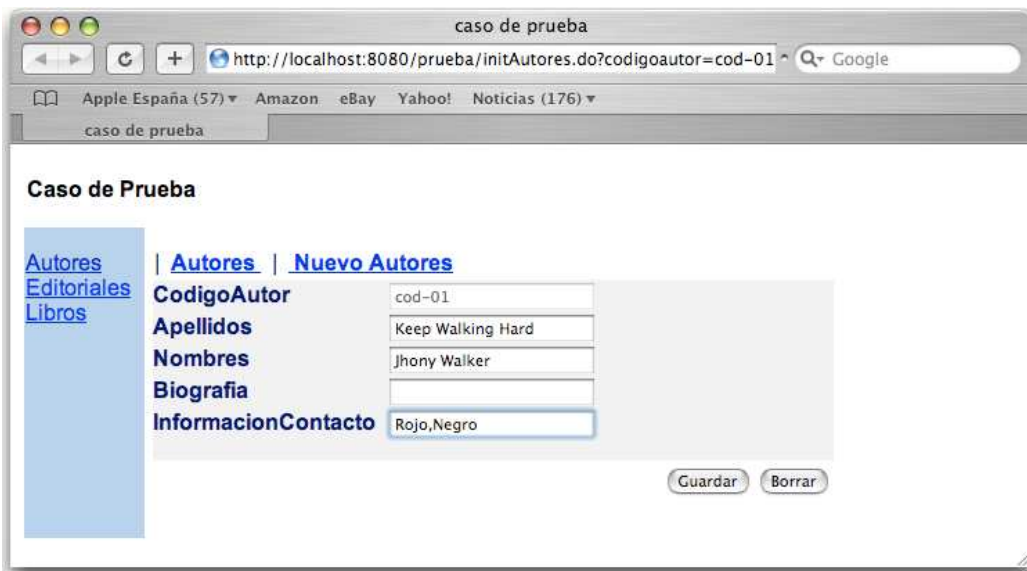 caso de prueba
http://localhost:8080/prueba/initAutores.do?codigoautor=cod-01 Google
Apple España (57) Amazon eBay Yahoo! Noticias (176)
caso de prueba
Caso de Prueba
Autores
Editoriales
Libros
| Autores | Nuevo Autores
CodigoAutor cod-01
Apellidos Keep Walking Hard
Nombres Jhony Walker
Biografia
InformacionContacto Rojo,Negro
Guardar Borrar